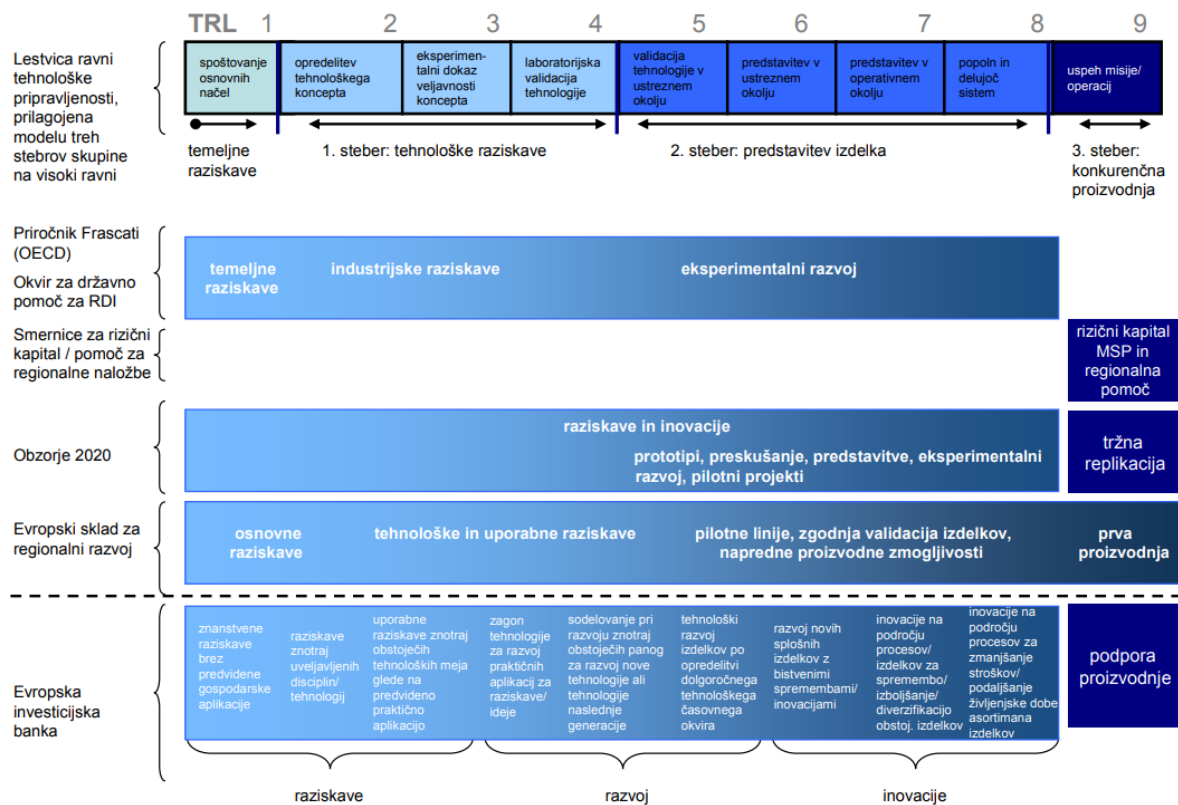 TRL 1 2 3 4 5 6 7 8 9
Lestvica ravni
tehnološke
pripravljenosti,
prilagojena
modelu treh
stebrov skupine
na visoki ravni
spoštovanje
osnovnih
načel
opredelitev
tehnološkega
koncepta
eksperimen-
talni dokaz
veljavnosti
koncepta
laboratorijska
validacija
tehnologije
validacija
tehnologije v
ustreznem
okolju
predstavitev v
ustreznem
okolju
predstavitev v
operativnem
okolju
popoln in
delujoč
sistem
uspeh misije/
operacij
temeljne
raziskave
1. steber: tehnološke raziskave
2. steber: predstavitev izdelka
3. steber:
konkurenčna
proizvodnja
Priročnik Frascati
(OECD)
Okvir za državno
pomoč za RDI
temeljne
raziskave
industrijske raziskave
eksperimentalni razvoj
Smernice za rizični
kapital / pomoč za
regionalne naložbe
rizični kapital
MSP in
regionalna
pomoč
Obzorje 2020
raziskave in inovacije
prototipi, preskušanje, predstavitve, eksperimentalni
razvoj, pilotni projekti
tržna
replikacija
Evropski sklad za
regionalni razvoj
osnovne
raziskave
tehnološke in uporabne raziskave
pilotne linije, zgodnja validacija izdelkov,
napredne proizvodne zmogljivosti
prva
proizvodnja
Evropska
investicijska
banka
znanstvene
raziskave
brez
predvidene
gospodarske
aplikacije
raziskave
znotraj
uveljavljenih
disciplin/
tehnologij
uporabne
raziskave znotraj
obstoječih
tehnoloških meja
glede na
predvideno
praktično
aplikacijo
zagon
tehnologije
za razvoj
praktičnih
aplikacij za
raziskave/
ideje
sodelovanje pri
razvoju znotraj
obstoječih panog
za razvoj nove
tehnologije ali
tehnologije
naslednje
generacije
tehnološki
razvoj
izdelkov po
opredelitvi
dolgoročnega
tehnološkega
časovnega
okvira
razvoj novih
splošnih
izdelkov z
bistvenimi
spremembami/
inovacijami
inovacije na
področju
procesov/
izdelkov za
spremembo/
izboljšanje/
diverzifikacijo
obstoj. izdelkov
inovacije na
področju
procesov za
zmanjšanje
stroškov/
podaljšanje
življenjske dobe
asortimana
izdelkov
podpora
proizvodnje
raziskave
razvoj
inovacije